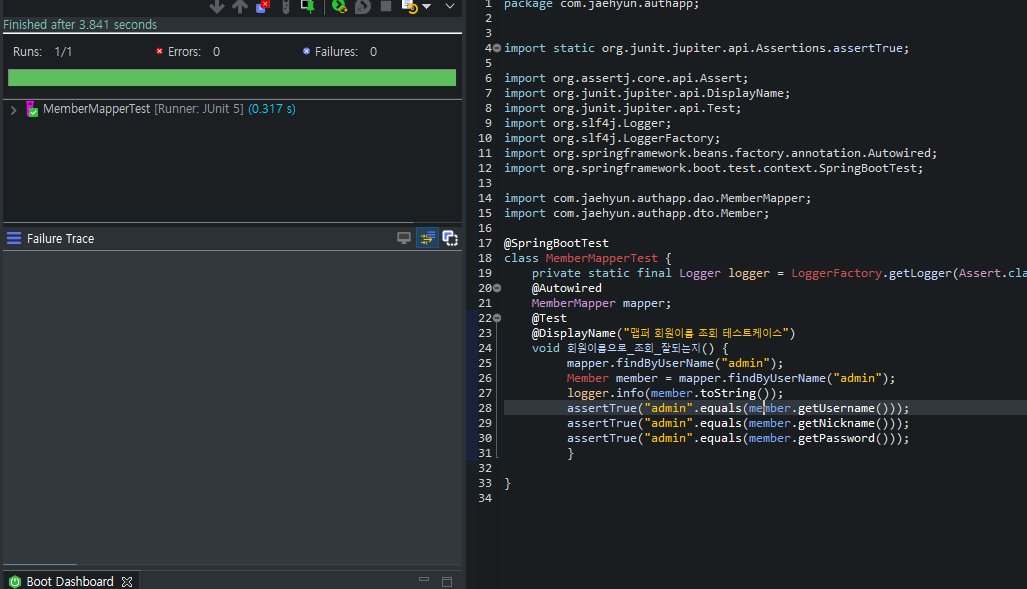 Finished after 3.841 seconds
Runs: 1/1 Errors: 0 Failures: 0
MemberMapperTest [Runner: JUnit 5] (0.317 s)
Failure Trace
Boot Dashboard
1 package com.jaehyun.authapp;
2
3
4 import static org.junit.jupiter.api.Assertions.assertTrue;
5
6 import org.assertj.core.api.Assert;
7 import org.junit.jupiter.api.DisplayName;
8 import org.junit.jupiter.api.Test;
9 import org.slf4j.Logger;
10 import org.slf4j.LoggerFactory;
11 import org.springframework.beans.factory.annotation.Autowired;
12 import org.springframework.boot.test.context.SpringBootTest;
13
14 import com.jaehyun.authapp.dao.MemberMapper;
15 import com.jaehyun.authapp.dto.Member;
16
17 @SpringBootTest
18 class MemberMapperTest {
19 private static final Logger logger = LoggerFactory.getLogger(Assert.cla
20 @Autowired
21 MemberMapper mapper;
22 @Test
23 @DisplayName("맵퍼 회원이름 조회 테스트케이스")
24 void 회원이름으로_조회_잘되는지() {
25 mapper.findByUserName("admin");
26 Member member = mapper.findByUserName("admin");
27 logger.info(member.toString());
28 assertTrue("admin".equals(member.getUsername()));
29 assertTrue("admin".equals(member.getNickname()));
30 assertTrue("admin".equals(member.getPassword()));
31 }
32
33 }
34